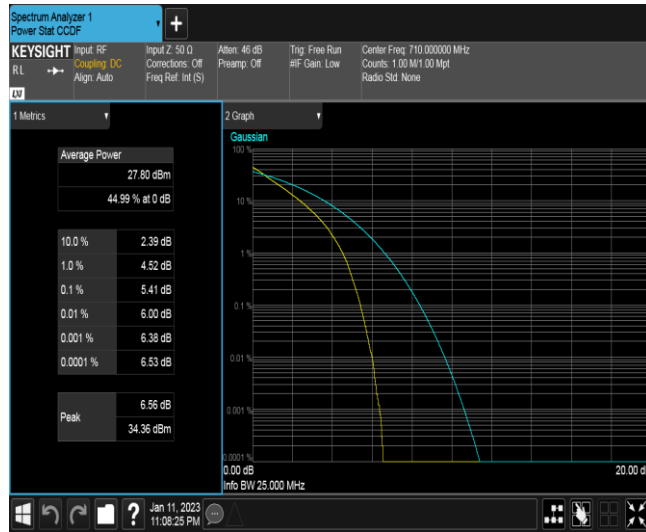 Spectrum Analyzer 1
Power Stat CCDF
+
KEYSIGHT
RL
LXI
Input: RF
Coupling: DC
Align: Auto
Input Z: 50 Ω
Corrections: Off
Freq Ref: Int (S)
Atten: 46 dB
Preamp: Off
Trig: Free Run
#IF Gain: Low
Center Freq: 710.000000 MHz
Counts: 1.00 M/1.00 Mpt
Radio Std: None
1 Metrics
Average Power
27.80 dBm
44.99 % at 0 dB
10.0 % 2.39 dB
1.0 % 4.52 dB
0.1 % 5.41 dB
0.01 % 6.00 dB
0.001 % 6.38 dB
0.0001 % 6.53 dB
Peak
6.56 dB
34.36 dBm
2 Graph
Gaussian
100 %
10 %
1 %
0.1 %
0.01 %
0.001 %
0.0001 %
0.00 dB
20.00 d
Info BW 25.000 MHz
?
Jan 11, 2023
11:08:25 PM